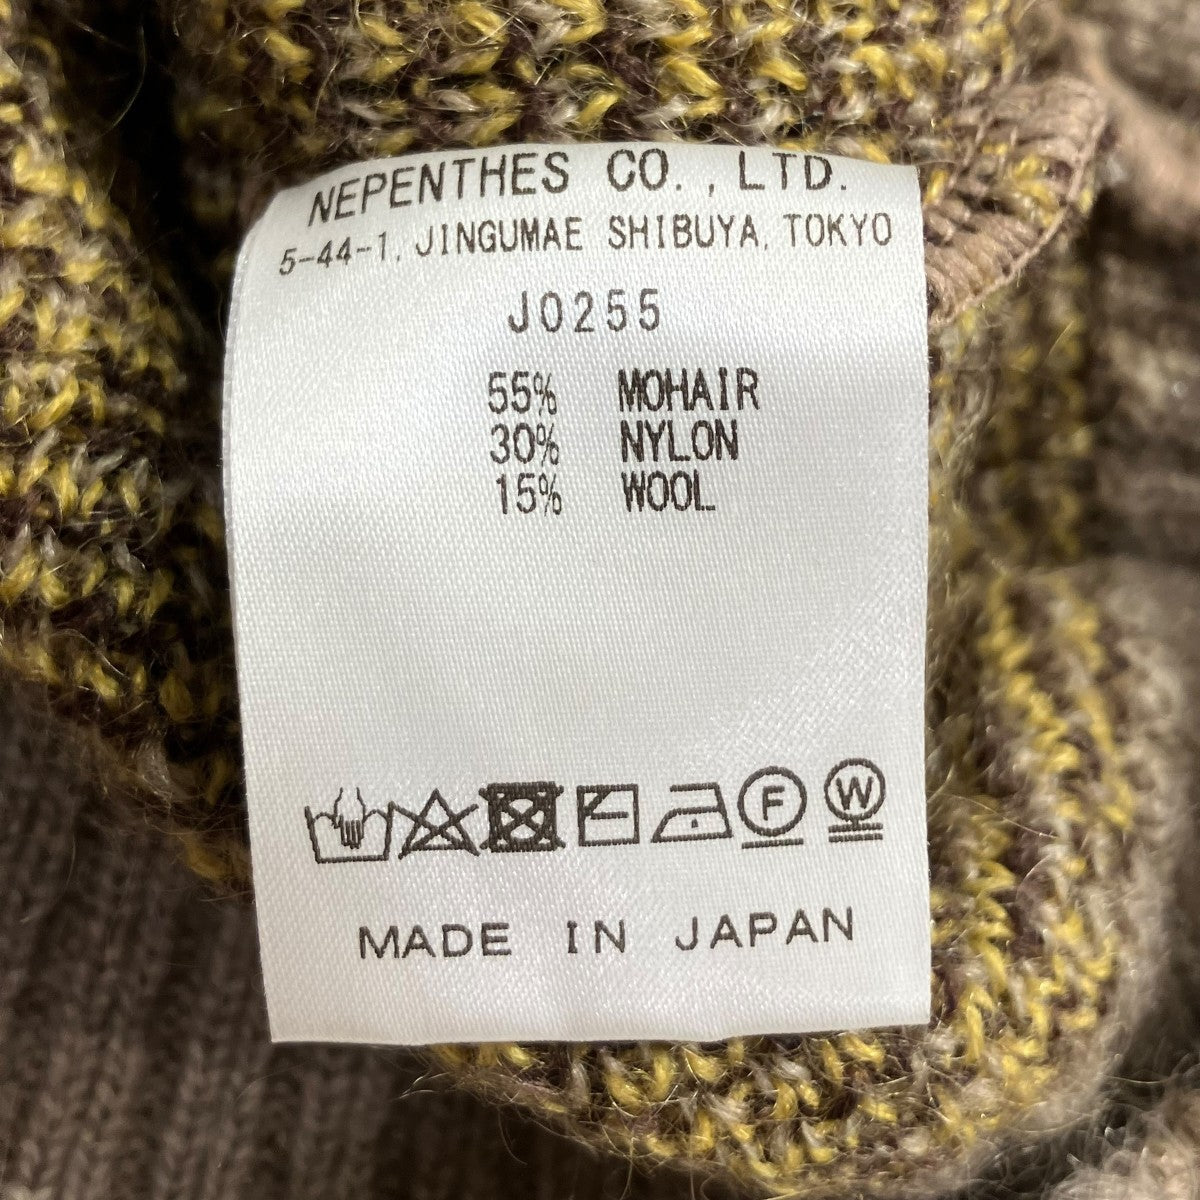 NEPENTHES CO., LTD.
5-44-1, JINGUMAE SHIBUYA, TOKYO
J0255
55% MOHAIR
30% NYLON
15% WOOL
F W
MADE IN JAPAN